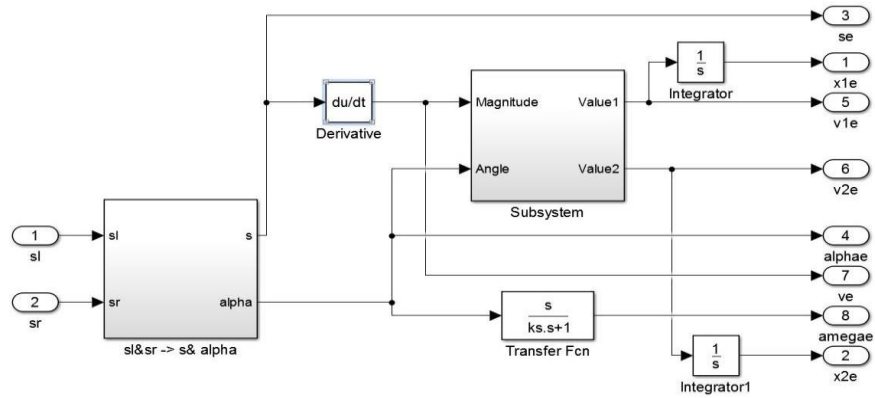 3
se
1
s
Integrator
1
x1e
du/dt
Derivative
Magnitude
Value1
5
v1e
Angle
Value2
6
v2e
Subsystem
1
sl
sl
s
4
alphae
7
ve
2
sr
sr
alpha
s
ks.s+1
Transfer Fcn
8
amegae
sl&sr -> s& alpha
1
s
Integrator1
2
x2e